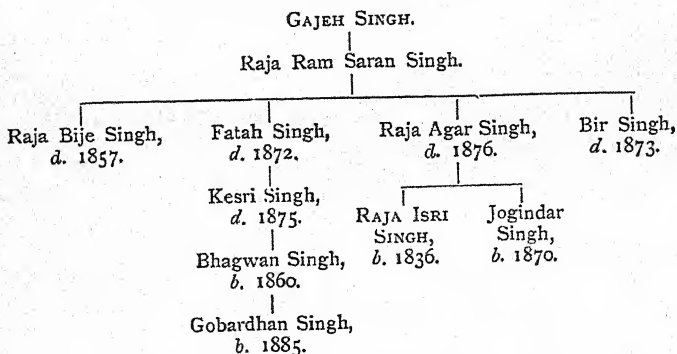 GAJEH SINGH.
Raja Ram Saran Singh.
Raja Bije Singh,
d. 1857.
Fatah Singh,
d. 1872.
Raja Agar Singh,
d. 1876.
Bir Singh,
d. 1873.
Kesri Singh,
d. 1875.
RAJA ISRI
SINGH,
b. 1836.
Jogindar
Singh,
b. 1870.
Bhagwan Singh,
b. 1860.
Gobardhan Singh,
b. 1885.